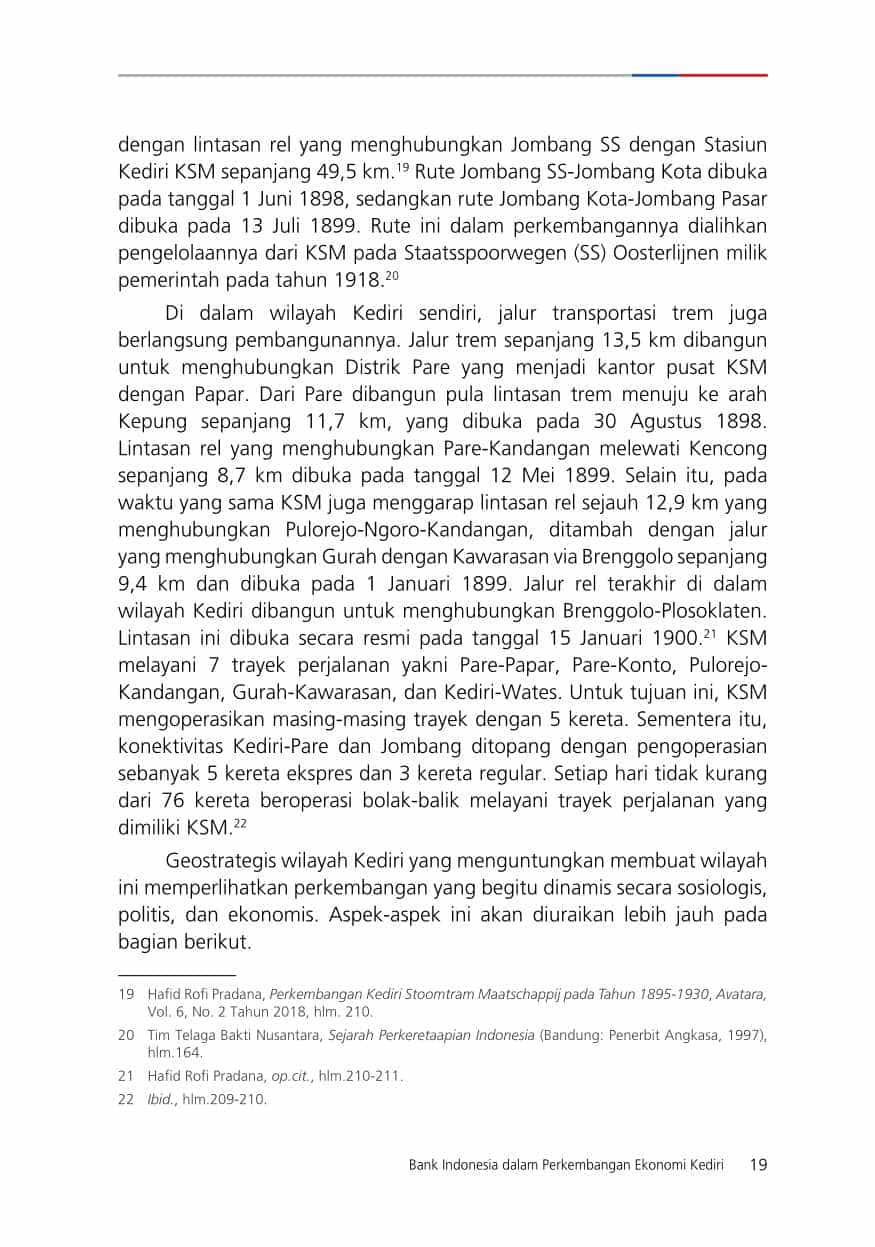 dengan lintasan rel yang menghubungkan Jombang SS dengan Stasiun
Kediri KSM sepanjang 49,5 km.19 Rute Jombang SS-Jombang Kota dibuka
pada tanggal 1 Juni 1898, sedangkan rute Jombang Kota-Jombang Pasar
dibuka pada 13 Juli 1899. Rute ini dalam perkembangannya dialihkan
pengelolaannya dari KSM pada Staatsspoorwegen (SS) Oosterlijnen milik
pemerintah pada tahun 1918.20
Di dalam wilayah Kediri sendiri, jalur transportasi trem juga
berlangsung pembangunannya. Jalur trem sepanjang 13,5 km dibangun
untuk menghubungkan Distrik Pare yang menjadi kantor pusat KSM
dengan Papar. Dari Pare dibangun pula lintasan trem menuju ke arah
Kepung sepanjang 11,7 km, yang dibuka pada 30 Agustus 1898.
Lintasan rel yang menghubungkan Pare-Kandangan melewati Kencong
sepanjang 8,7 km dibuka pada tanggal 12 Mei 1899. Selain itu, pada
waktu yang sama KSM juga menggarap lintasan rel sejauh 12,9 km yang
menghubungkan Pulorejo-Ngoro-Kandangan, ditambah dengan jalur
yang menghubungkan Gurah dengan Kawarasan via Brenggolo sepanjang
9,4 km dan dibuka pada 1 Januari 1899. Jalur rel terakhir di dalam
wilayah Kediri dibangun untuk menghubungkan Brenggolo-Plosoklaten.
Lintasan ini dibuka secara resmi pada tanggal 15 Januari 1900.21 KSM
melayani 7 trayek perjalanan yakni Pare-Papar, Pare-Konto, Pulorejo-
Kandangan, Gurah-Kawarasan, dan Kediri-Wates. Untuk tujuan ini, KSM
mengoperasikan masing-masing trayek dengan 5 kereta. Sementera itu,
konektivitas Kediri-Pare dan Jombang ditopang dengan pengoperasian
sebanyak 5 kereta ekspres dan 3 kereta regular. Setiap hari tidak kurang
dari 76 kereta beroperasi bolak-balik melayani trayek perjalanan yang
dimiliki KSM.22
Geostrategis wilayah Kediri yang menguntungkan membuat wilayah
ini memperlihatkan perkembangan yang begitu dinamis secara sosiologis,
politis, dan ekonomis. Aspek-aspek ini akan diuraikan lebih jauh pada
bagian berikut.
19 Hafid Rofi Pradana, Perkembangan Kediri Stoomtram Maatschappij pada Tahun 1895-1930, Avatara,
Vol. 6, No. 2 Tahun 2018, hlm. 210.
20 Tim Telaga Bakti Nusantara, Sejarah Perkeretaapian Indonesia (Bandung: Penerbit Angkasa, 1997),
hlm.164.
21 Hafid Rofi Pradana, op.cit., hlm.210-211.
22 Ibid., hlm.209-210.
Bank Indonesia dalam Perkembangan Ekonomi Kediri 19